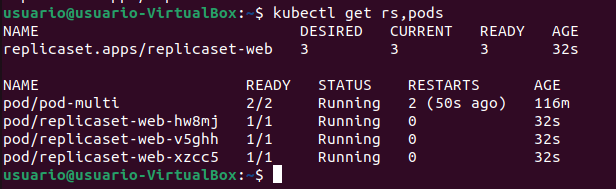 usuario@usuario-VirtualBox:~$ kubectl get rs,pods
NAME                             DESIRED   CURRENT   READY   AGE
replicaset.apps/replicaset-web   3         3         3       32s

NAME                       READY   STATUS    RESTARTS      AGE
pod/pod-multi              2/2     Running   2 (50s ago)   116m
pod/replicaset-web-hw8mj   1/1     Running   0             32s
pod/replicaset-web-v5ghh   1/1     Running   0             32s
pod/replicaset-web-xzcc5   1/1     Running   0             32s
usuario@usuario-VirtualBox:~$